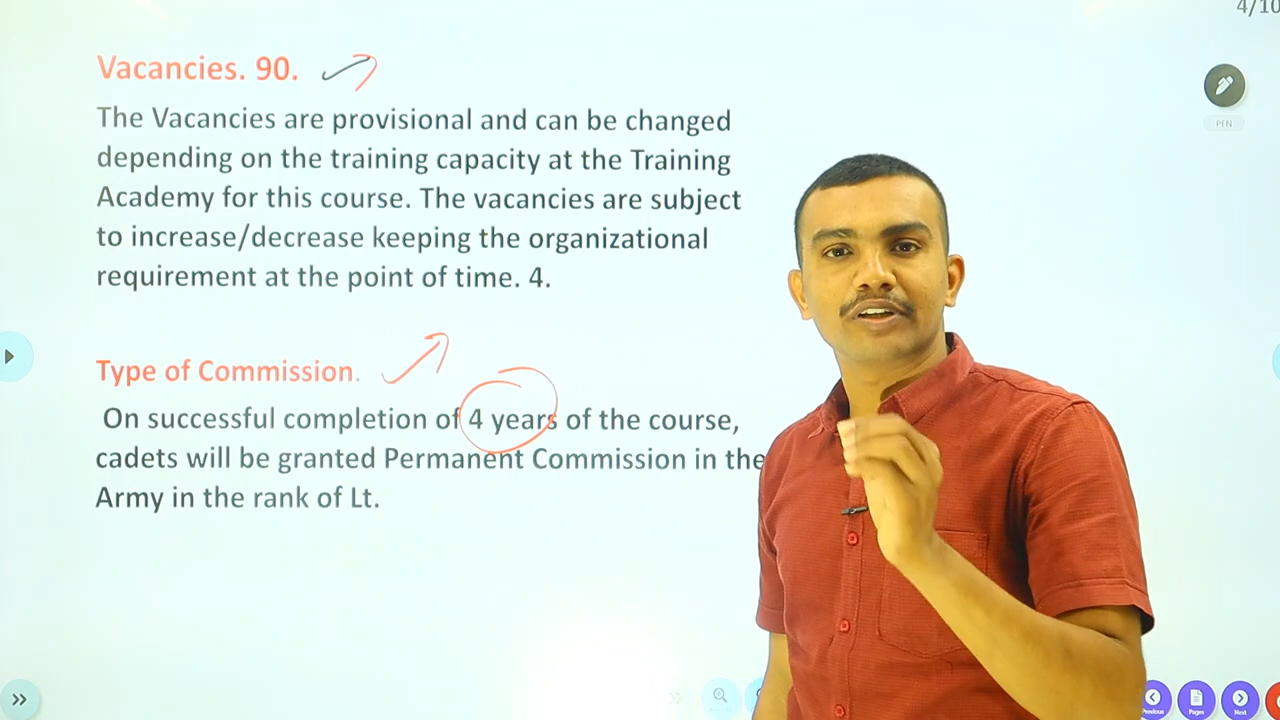 4/10
Vacancies. 90.
PEN
The Vacancies are provisional and can be changed
depending on the training capacity at the Training
Academy for this course. The vacancies are subject
to increase/decrease keeping the organizational
requirement at the point of time. 4.
Type of Commission.
On successful completion of 4 years of the course,
cadets will be granted Permanent Commission in the
Army in the rank of Lt.
Previous
Pages
Next